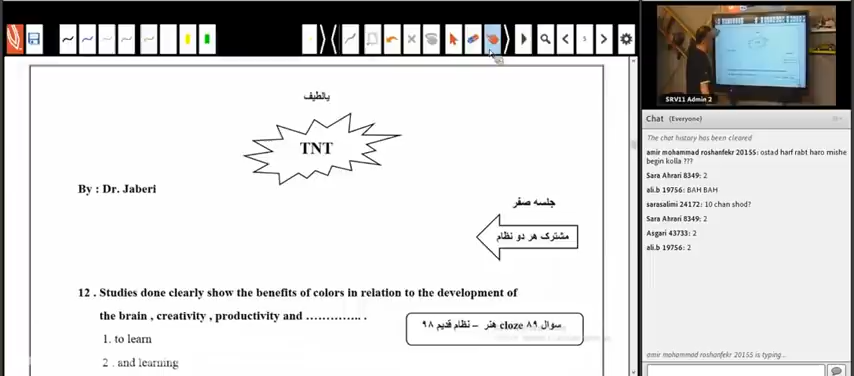 یالطیف
TNT
By : Dr. Jaberi
جلسه صفر
مشترک هر دو نظام
12 . Studies done clearly show the benefits of colors in relation to the development of
the brain , creativity , productivity and ………….. .
سوال ۸۹ cloze هنر – نظام قدیم ۹۸
1. to learn
2 . and learning
SRV11 Admin 2
Chat (Everyone)
The chat history has been cleared
amir mohammad roshanfekr 20155: ostad harf rabt haro mishe
begin kolla ???
Sara Ahrari 8349: 2
ali.b 19756: BAH BAH
sarasalimi 24172: 10 chan shod?
Sara Ahrari 8349: 2
Asgari 43733: 2
ali.b 19756: 2
amir mohammad roshanfekr 20155 is typing...